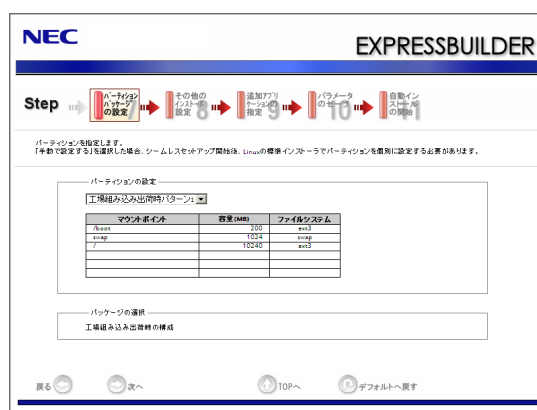 NEC
EXPRESSBUILDER
Step
パーティション
パッケージ
の設定
7
その他の
インストール
設定
8
追加アプリ
ケーションの
指定
9
パラメータ
のセーブ
10
自動イン
ストール
の開始
11
パーティションを指定します。
「手動で設定する」を選択した場合、シームレスセットアップ開始後、Linuxの標準インストーラでパーティションを個別に設定する必要があります。
パーティションの設定
工場組み込み出荷時パターン1
マウントポイント 容量(MB) ファイルシステム
/boot 200 ext3
swap 1024 swap
/ 10240 ext3
パッケージの選択
工場組み込み出荷時の構成
戻る 次へ TOPへ デフォルトへ戻す